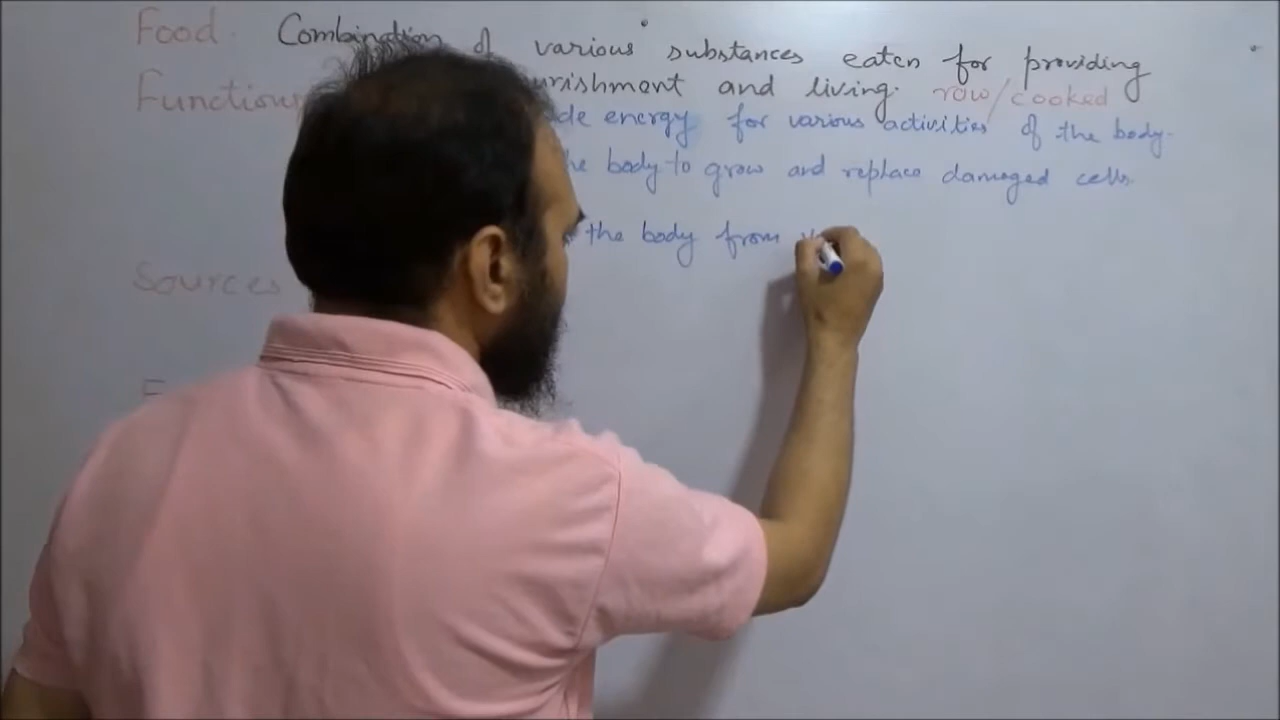 Food. Combination of various substances eaten for providing
urishment and living. raw/cooked
Functions de energy for various activities of the body.
he body to grow and replace damaged cells
the body from
Sources